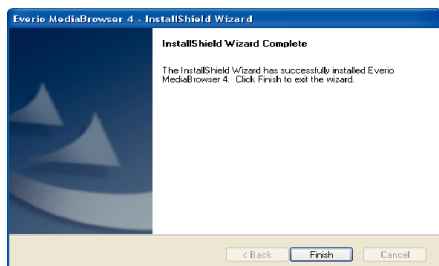 Everio MediaBrowser 4 - InstallShield Wizard
InstallShield Wizard Complete
The InstallShield Wizard has successfully installed Everio
MediaBrowser 4. Click Finish to exit the wizard.
< Back Finish Cancel